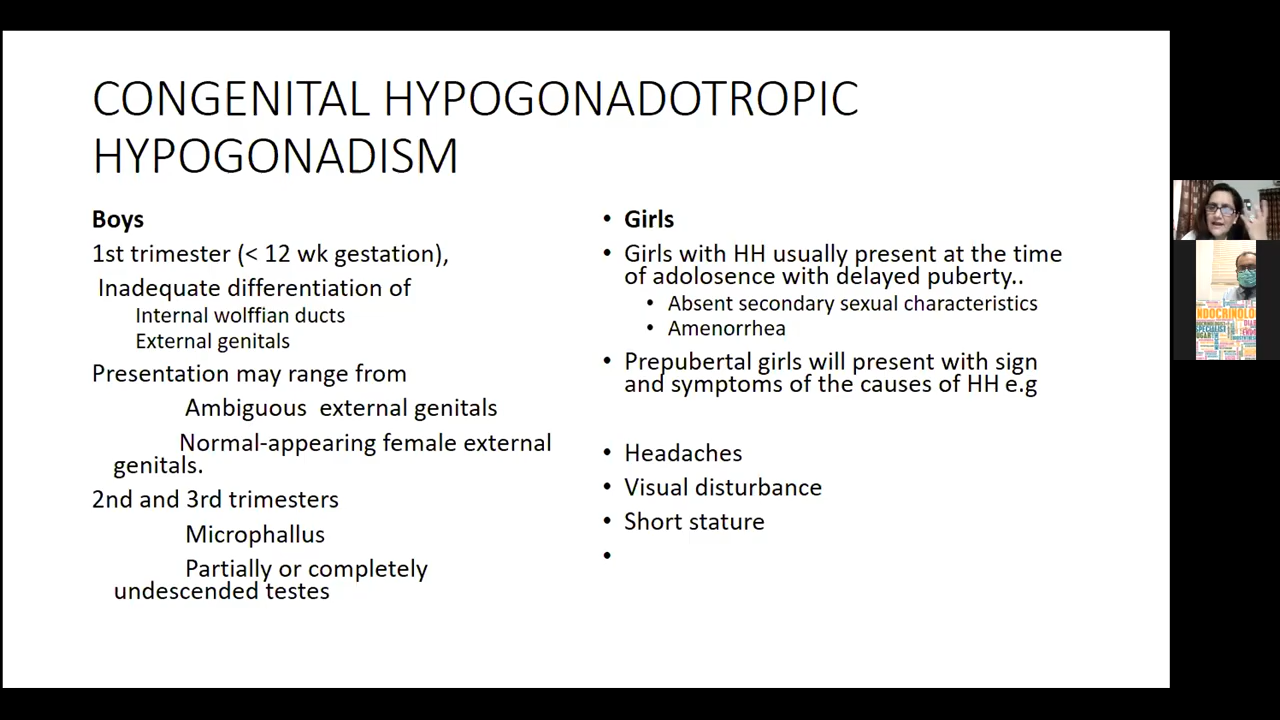 CONGENITAL HYPOGONADOTROPIC
HYPOGONADISM
Boys
1st trimester (< 12 wk gestation),
Inadequate differentiation of
Internal wolffian ducts
External genitals
Presentation may range from
Ambiguous external genitals
Normal-appearing female external
genitals.
2nd and 3rd trimesters
Microphallus
Partially or completely
undescended testes
• Girls
• Girls with HH usually present at the time
of adolosence with delayed puberty..
• Absent secondary sexual characteristics
• Amenorrhea
• Prepubertal girls will present with sign
and symptoms of the causes of HH e.g
• Headaches
• Visual disturbance
• Short stature
•
NDOCRINOLO
SPECIALIST